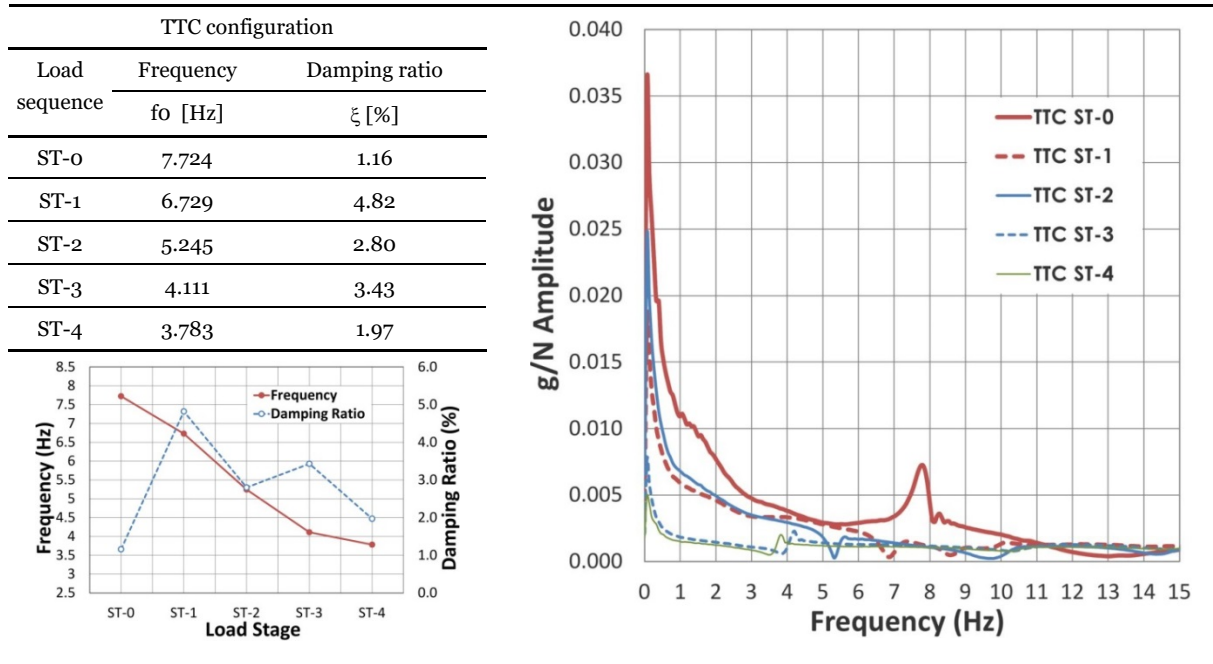 TTC configuration
Load sequence Frequency Damping ratio
fo [Hz] ξ [%]
ST-0 7.724 1.16
ST-1 6.729 4.82
ST-2 5.245 2.80
ST-3 4.111 3.43
ST-4 3.783 1.97
8.5
8
7.5
7
6.5
6
5.5
5
4.5
4
3.5
3
2.5
Frequency (Hz)
Frequency
Damping Ratio
6.0
5.0
4.0
3.0
2.0
1.0
0.0
Damping Ratio (%)
ST-0 ST-1 ST-2 ST-3 ST-4
Load Stage
0.040
0.035
0.030
0.025
0.020
0.015
0.010
0.005
0.000
g/N Amplitude
TTC ST-0
TTC ST-1
TTC ST-2
TTC ST-3
TTC ST-4
0 1 2 3 4 5 6 7 8 9 10 11 12 13 14 15
Frequency (Hz)